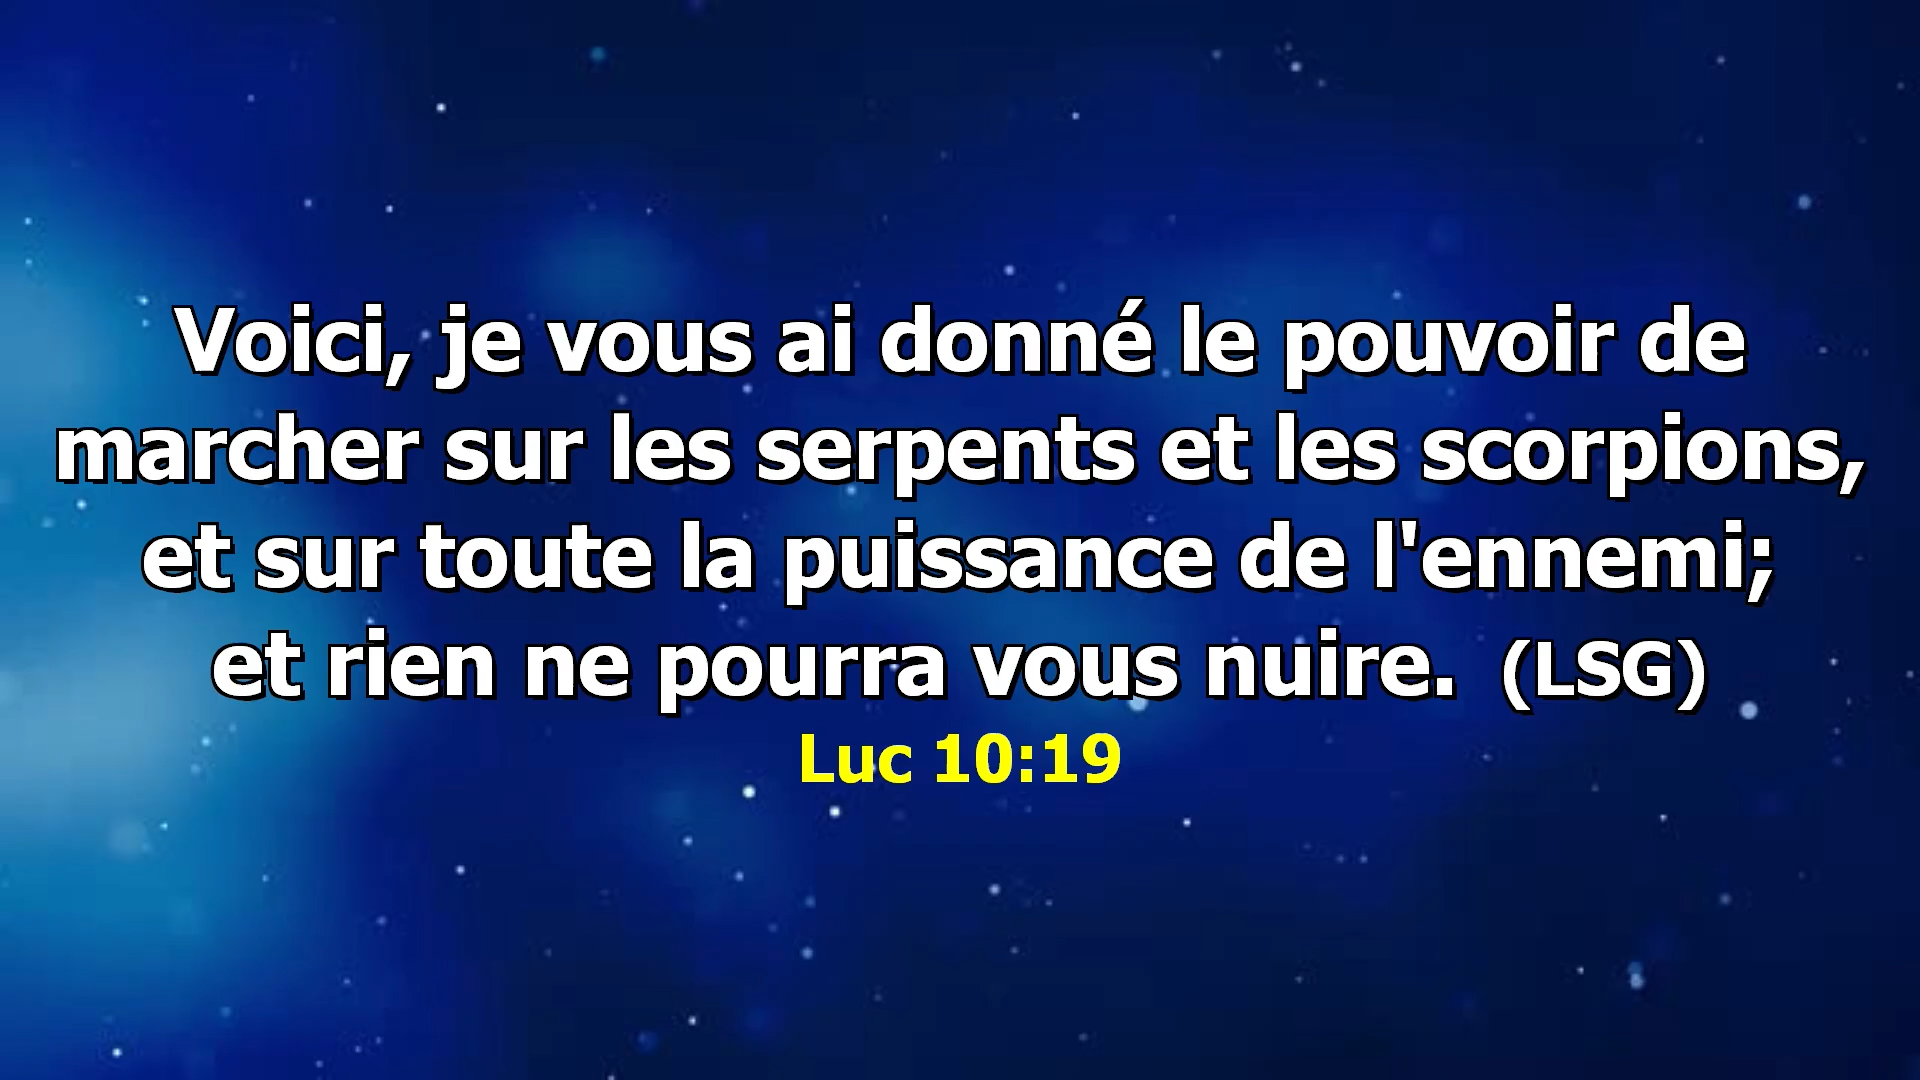 Voici, je vous ai donné le pouvoir de
marcher sur les serpents et les scorpions,
et sur toute la puissance de l'ennemi;
et rien ne pourra vous nuire.  (LSG)
Luc 10:19